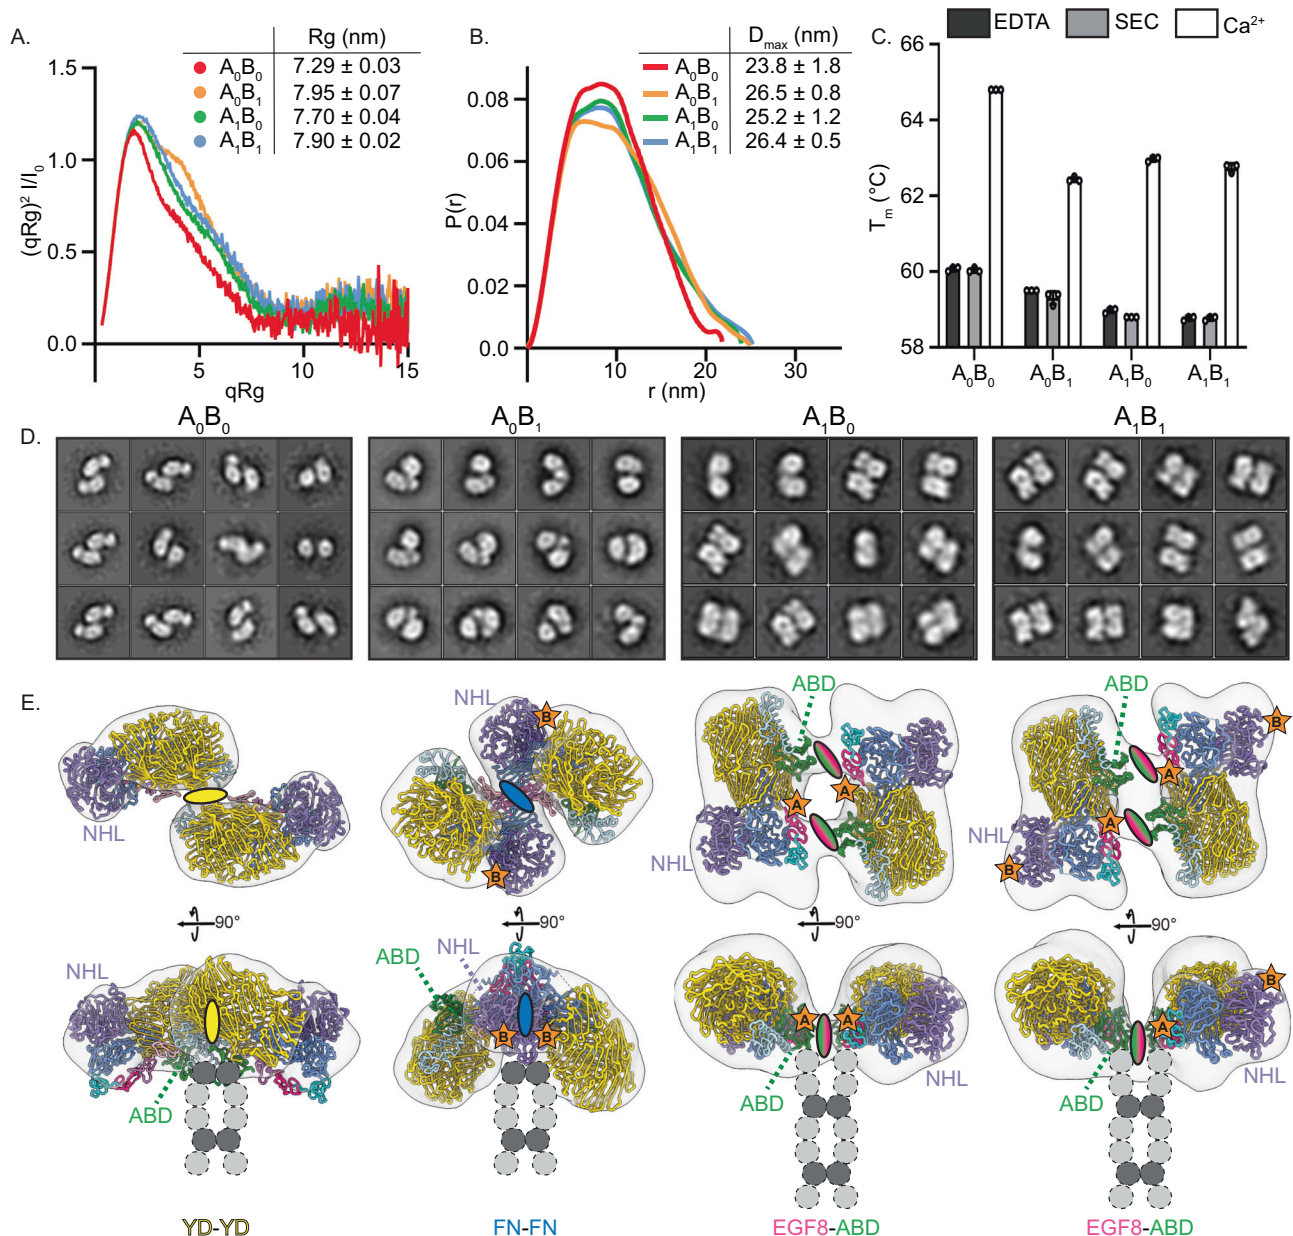 A.
Rg (nm)
A₀B₀ 7.29 ± 0.03
A₀B₁ 7.95 ± 0.07
A₁B₀ 7.70 ± 0.04
A₁B₁ 7.90 ± 0.02
(qRg)² I/I₀
1.5
1.0
0.5
0.0
5 10 15
qRg
B.
Dmax (nm)
A₀B₀ 23.8 ± 1.8
A₀B₁ 26.5 ± 0.8
A₁B₀ 25.2 ± 1.2
A₁B₁ 26.4 ± 0.5
P(r)
0.08
0.06
0.04
0.02
0.0
0 10 20 30
r (nm)
C.
EDTA SEC Ca²⁺
Tm (°C)
66
64
62
60
58
A₀B₀ A₀B₁ A₁B₀ A₁B₁
D.
A₀B₀ A₀B₁ A₁B₀ A₁B₁
E.
NHL
NHL
B
B
ABD
A
A
NHL
ABD
B
A
A
NHL
B
90° 90° 90° 90°
NHL
ABD
ABD
NHL
B B
A A
ABD
NHL
B
A
ABD
NHL
YD-YD FN-FN EGF8-ABD EGF8-ABD